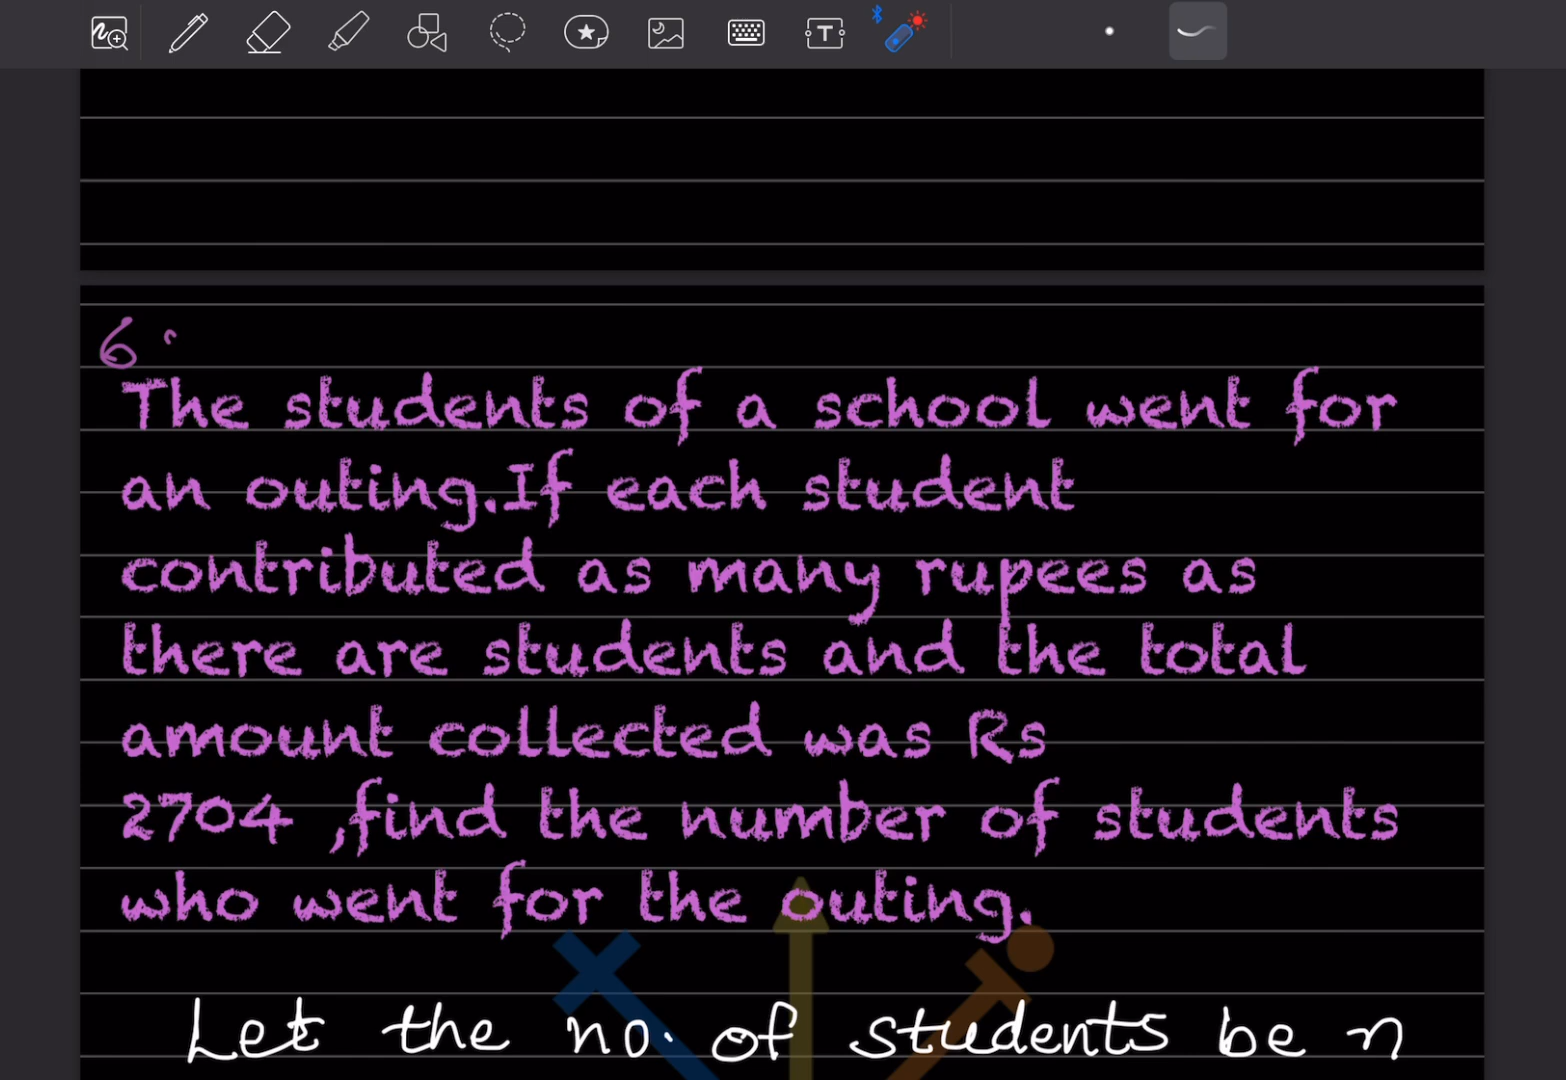 6.
The students of a school went for
an outing.If each student
contributed as many rupees as
there are students and the total
amount collected was Rs
2704 ,find the number of students
who went for the outing.
Let the no. of students be n